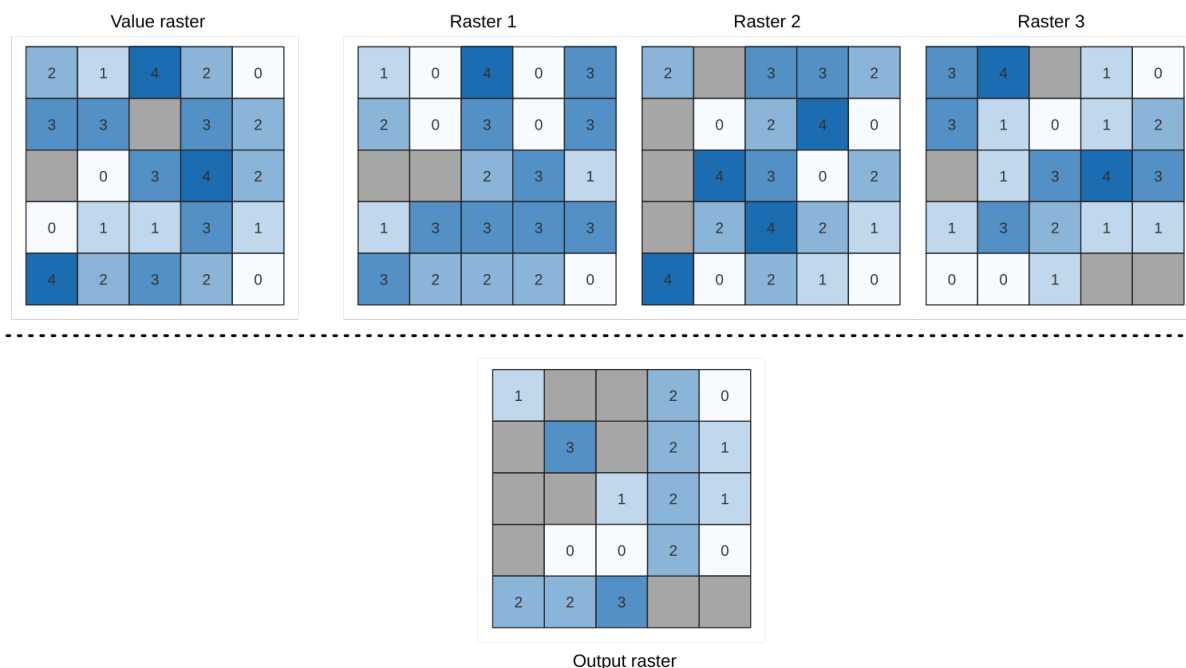 Value raster Raster 1 Raster 2 Raster 3
2 1 4 2 0 1 0 4 0 3 2 3 3 2 3 4 1 0
3 3 3 2 2 0 3 0 3 0 2 4 0 3 1 0 1 2
0 3 4 2 2 3 1 4 3 0 2 1 3 4 3
0 1 1 3 1 1 3 3 3 3 2 4 2 1 1 3 2 1 1
4 2 3 2 0 3 2 2 2 0 4 0 2 1 0 0 0 1
1 2 0
3 2 1
1 2 1
0 0 2 0
2 2 3
Output raster